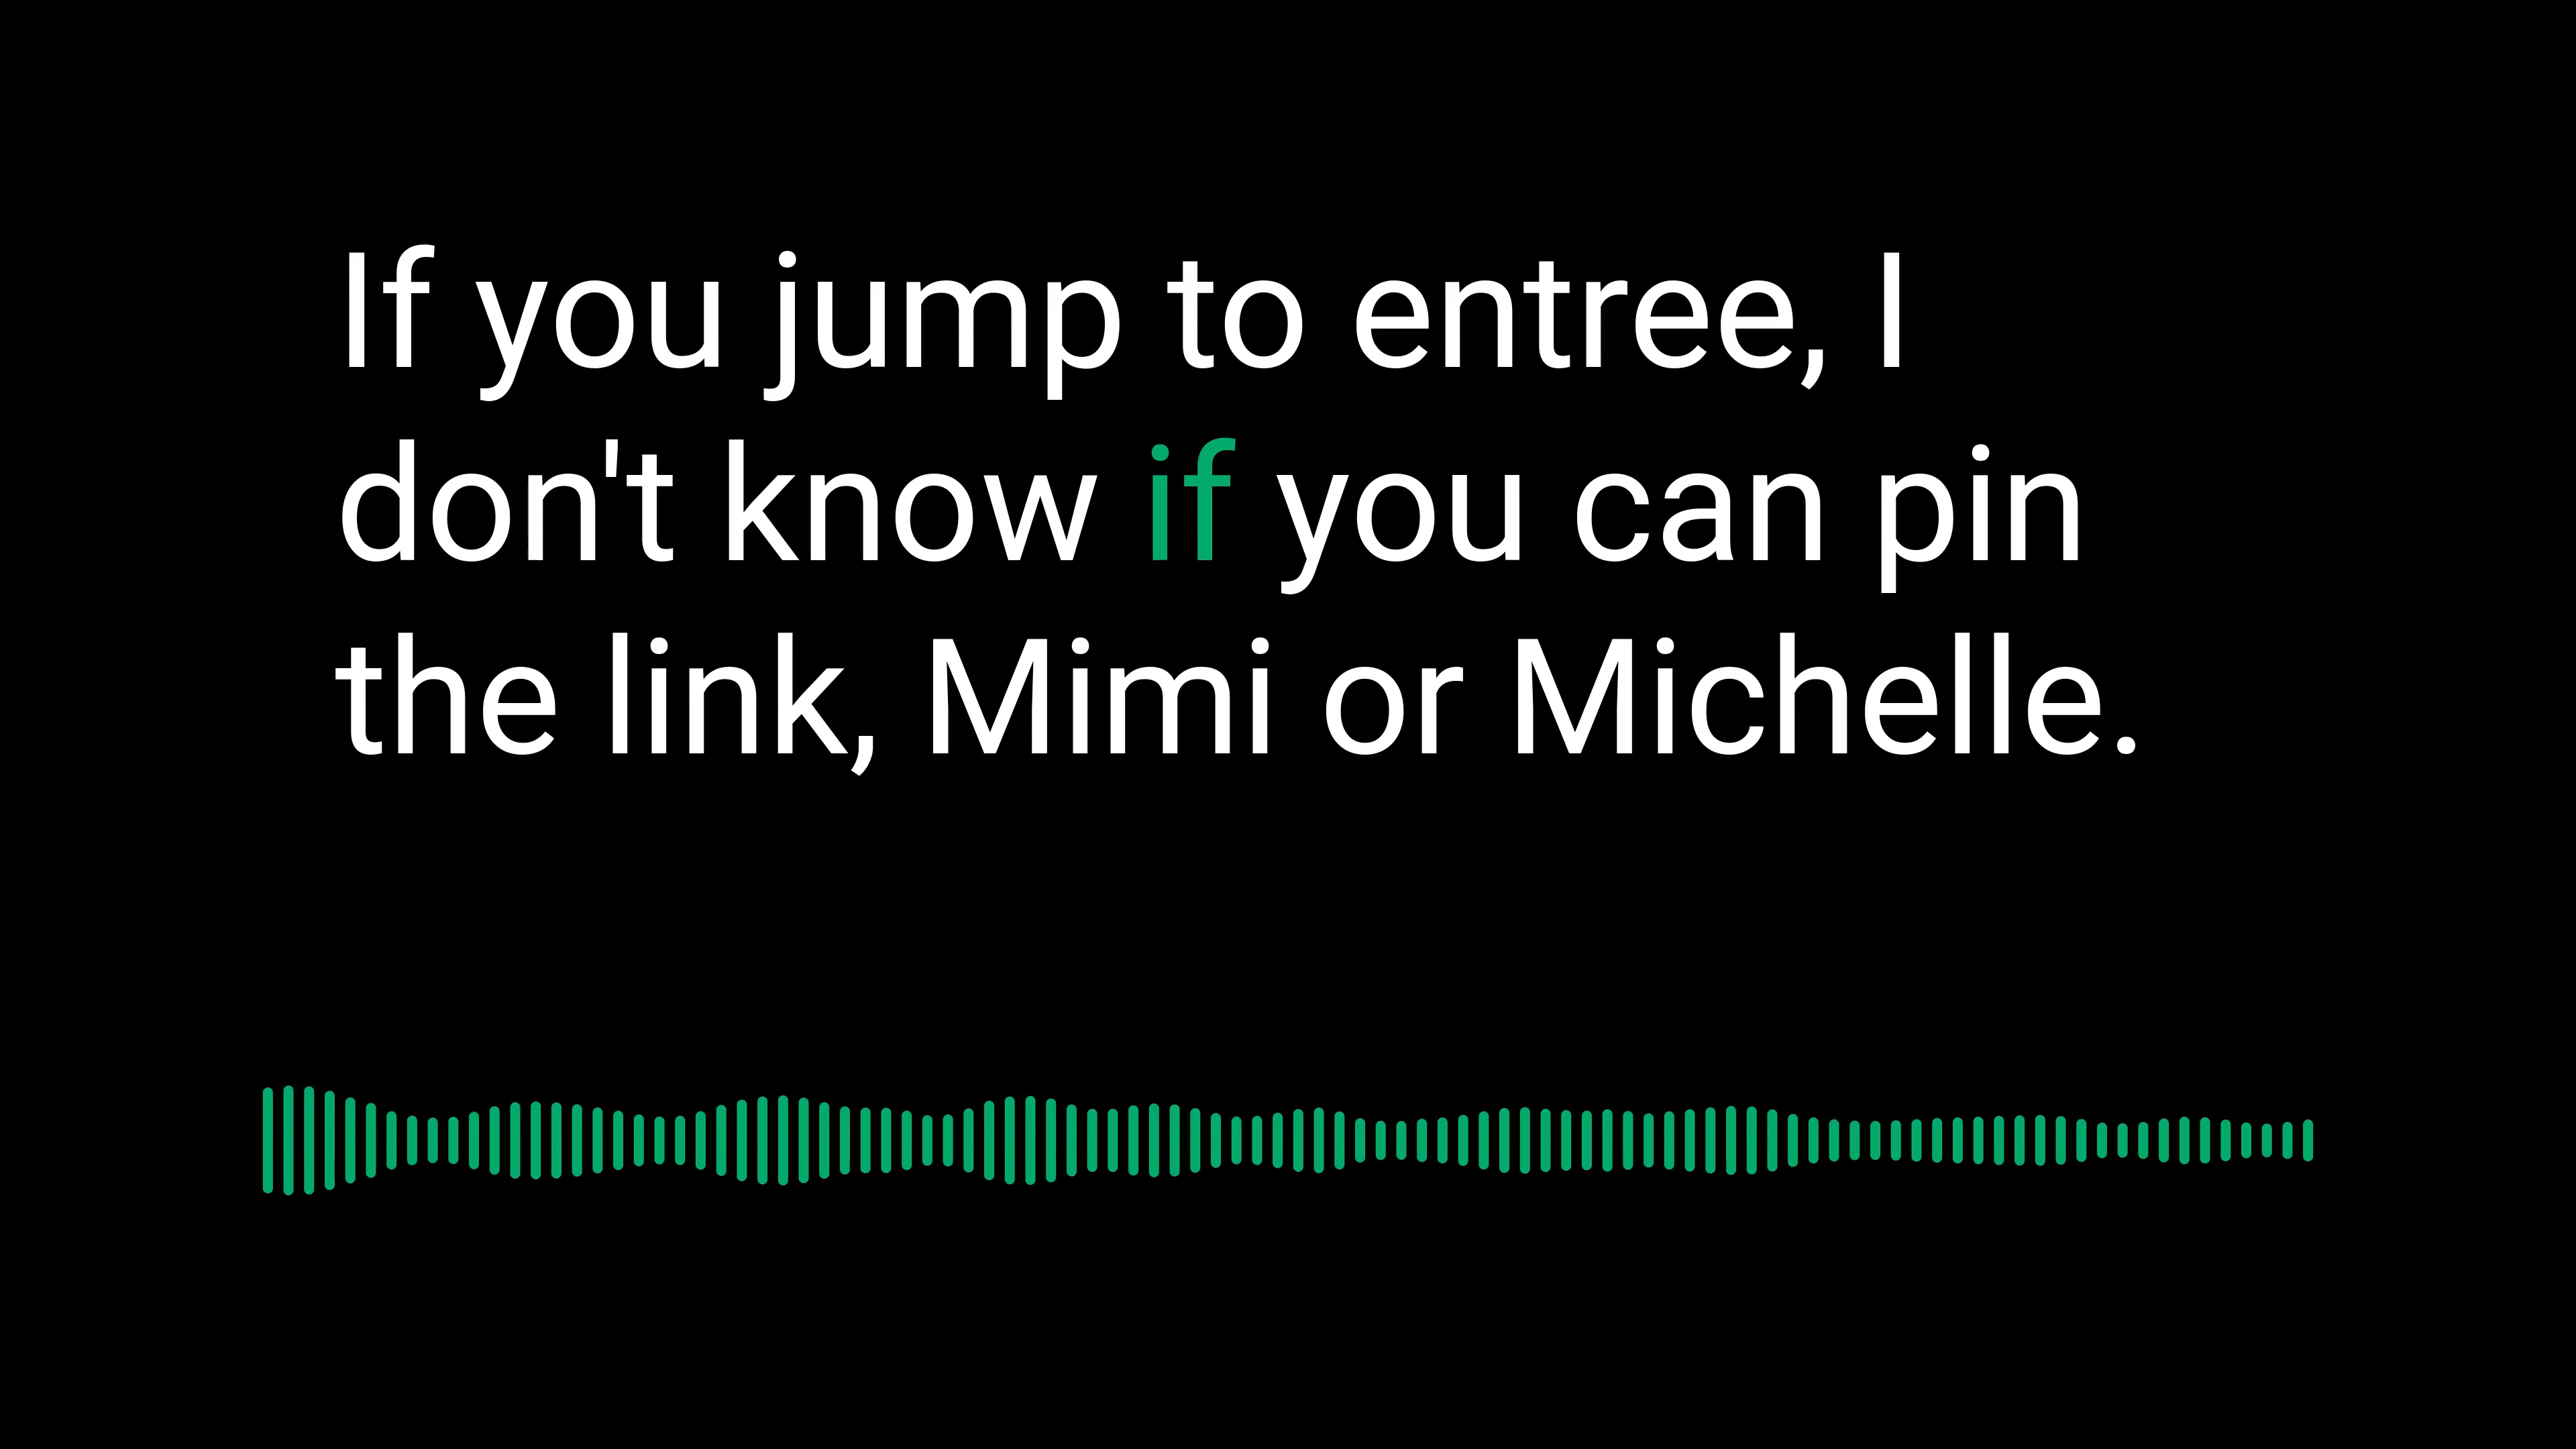 If you jump to entree, I
don't know if you can pin
the link, Mimi or Michelle.